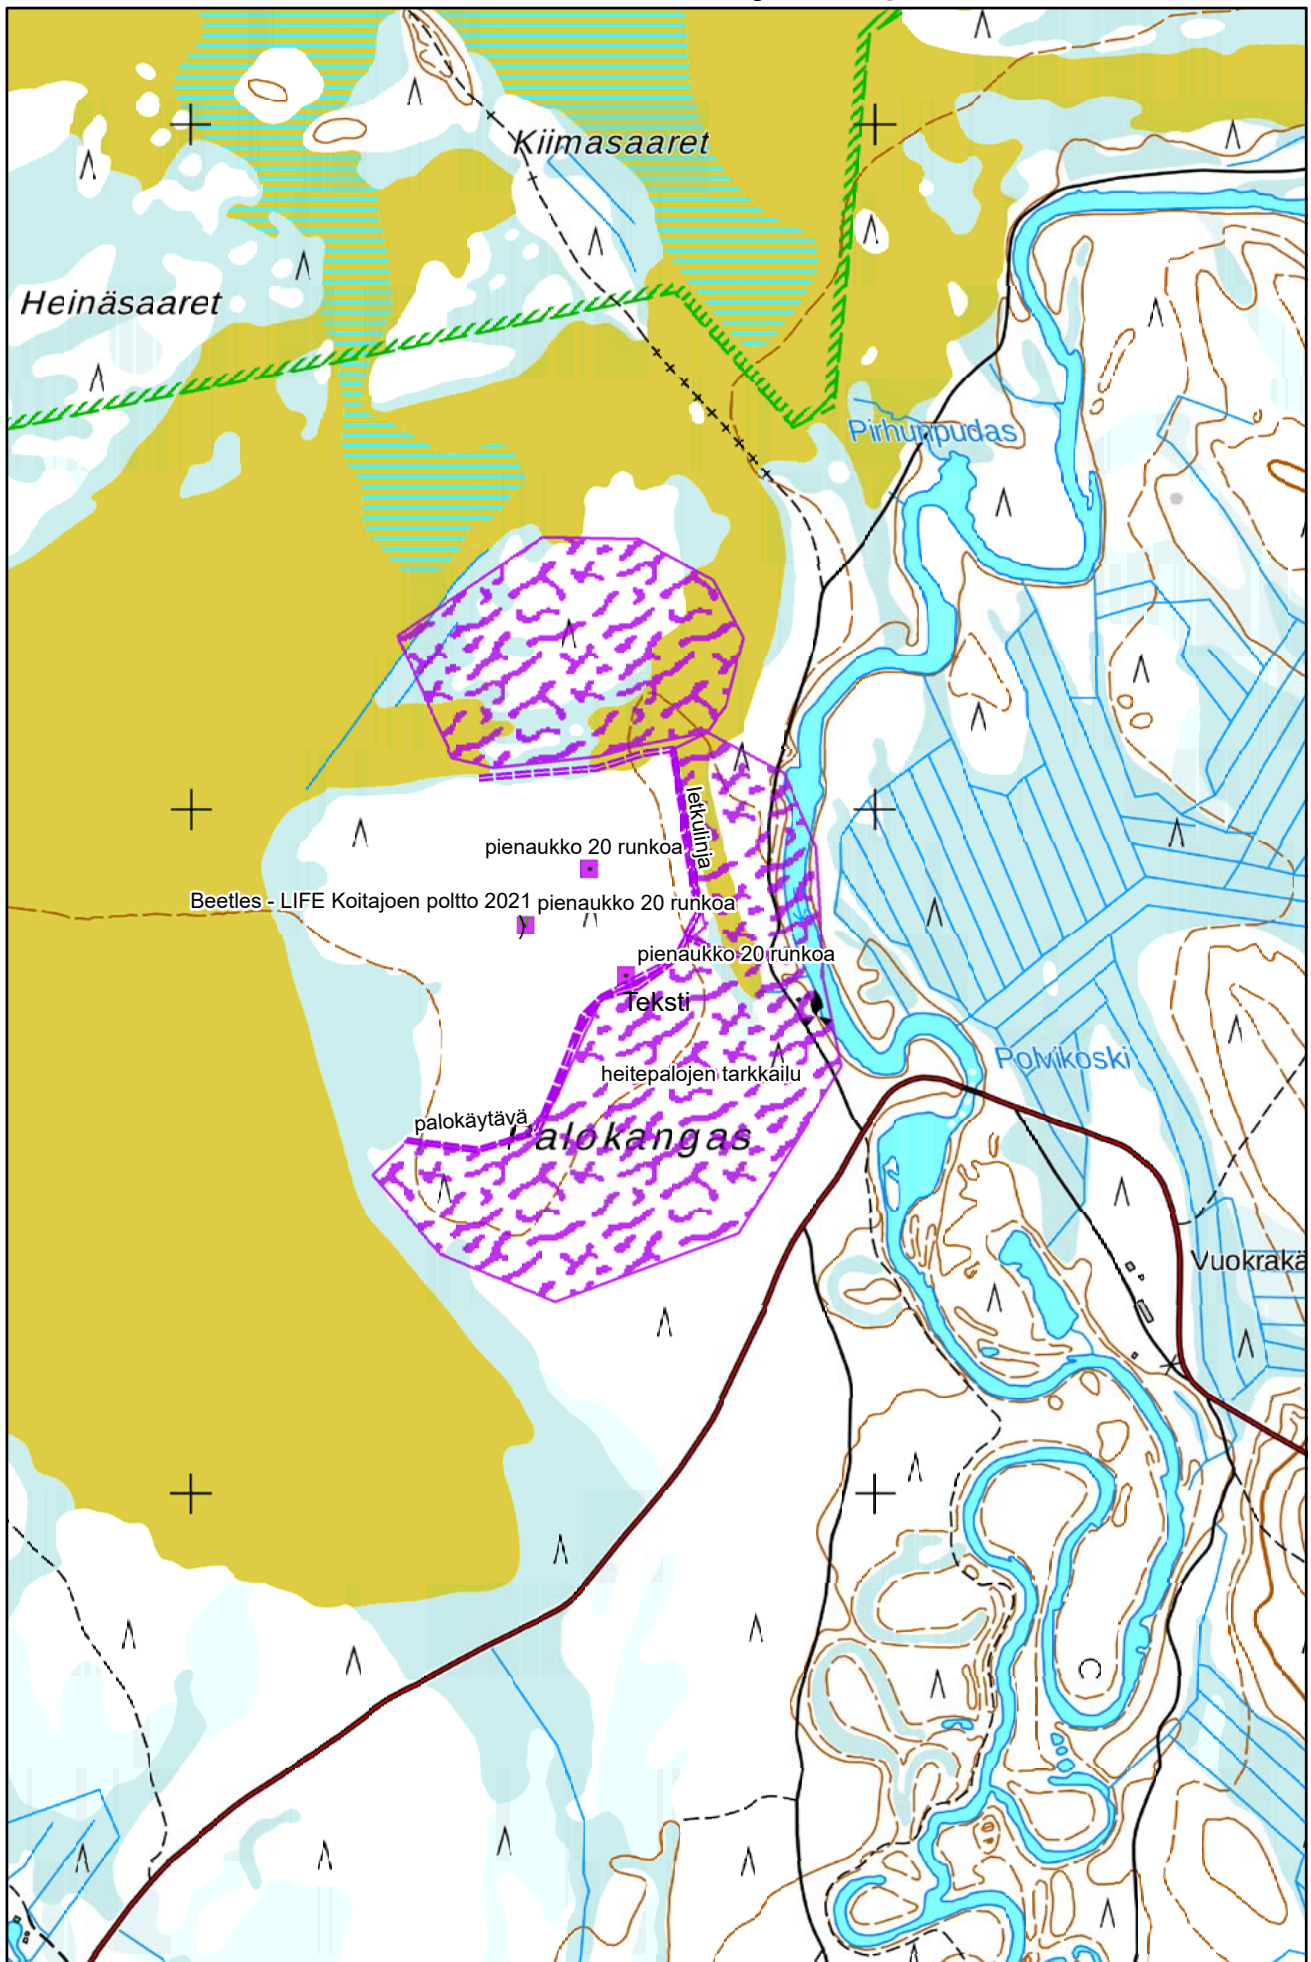 Kiimasaaret
Heinäsaaret
Pirhunpudas
letkulinja
pienaukko 20 runkoa
Beetles - LIFE Koitajoen poltto 2021
pienaukko 20 runkoa
pienaukko 20 runkoa
Teksti
Polvikoski
heitepalojen tarkkailu
palokäytävä
Palokangas
Vuokrakä